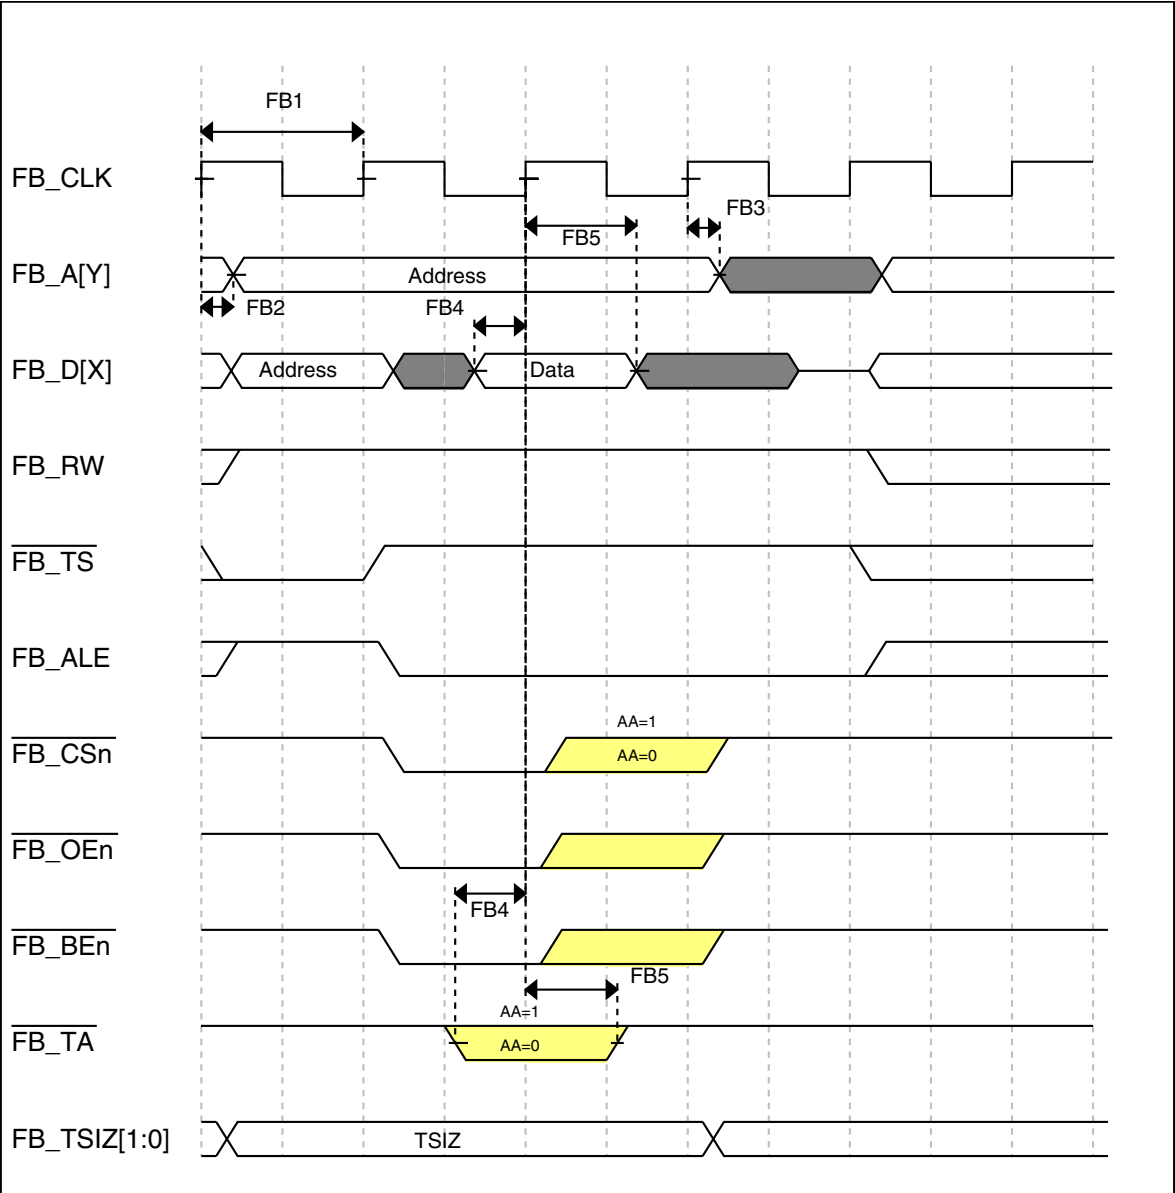 FB1
FB_CLK
FB3
FB5
FB_A[Y]
Address
FB2
FB4
FB_D[X]
Address
Data
FB_RW
FB_TS
FB_ALE
AA=1
FB_CSn
AA=0
FB_OEn
FB4
FB_BEn
FB5
AA=1
FB_TA
AA=0
FB_TSIZ[1:0]
TSIZ